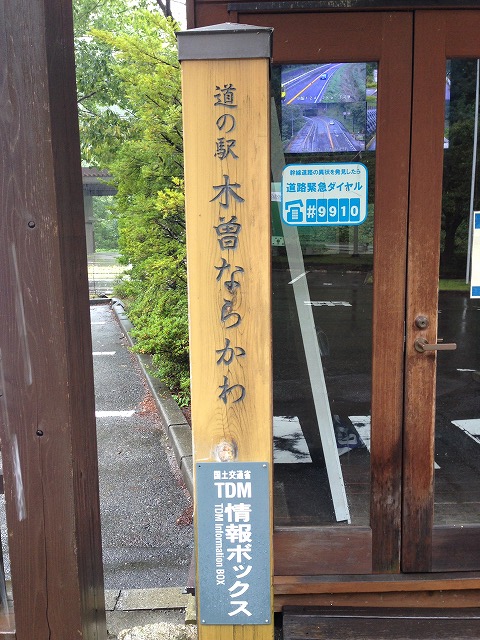 道の駅 木曽ならかわ
幹線道路の異状を発見したら
道路緊急ダイヤル
#9910
国土交通省
TDM
情報ボックス
TDM Information BOX